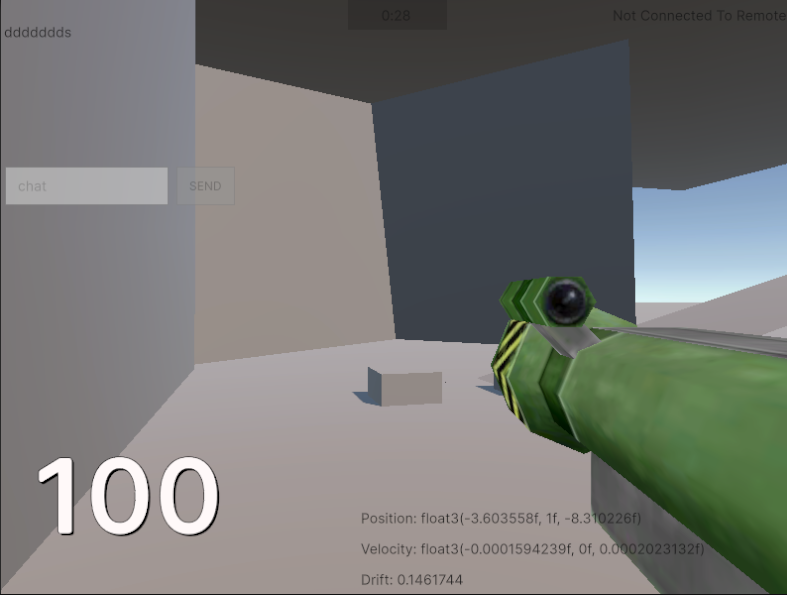 0:28
Not Connected To Remote
ddddddds
chat
SEND
100
Position: float3(-3.603558f, 1f, -8.310226f)
Velocity: float3(-0.0001594239f, 0f, 0.0002023132f)
Drift: 0.1461744